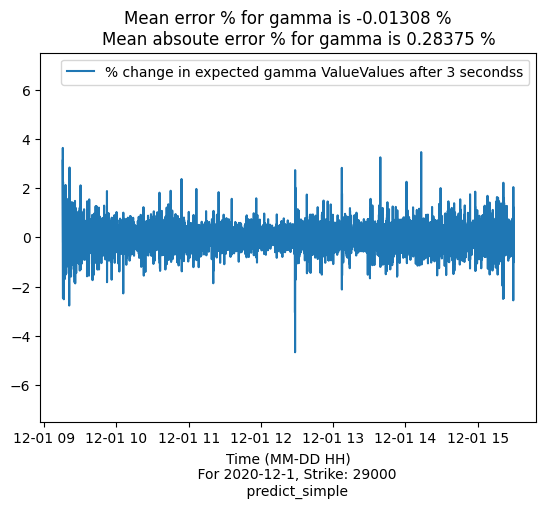 Mean error % for gamma is -0.01308 %
Mean absoute error % for gamma is 0.28375 %
% change in expected gamma ValueValues after 3 secondss
6
4
2
0
−2
−4
−6
12-01 09 12-01 10 12-01 11 12-01 12 12-01 13 12-01 14 12-01 15
Time (MM-DD HH)
For 2020-12-1, Strike: 29000
predict_simple